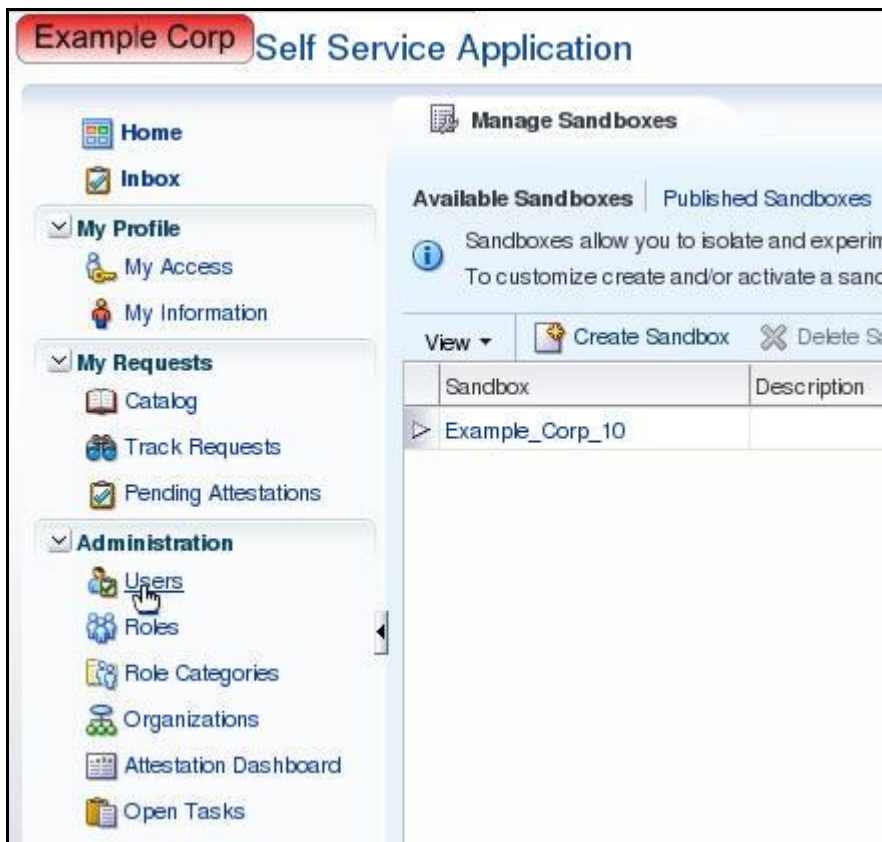 Example Corp Self Service Application
Home
Inbox
My Profile
My Access
My Information
My Requests
Catalog
Track Requests
Pending Attestations
Administration
Users
Roles
Role Categories
Organizations
Attestation Dashboard
Open Tasks
Manage Sandboxes
Available Sandboxes Published Sandboxes
Sandboxes allow you to isolate and experim
To customize create and/or activate a sand
View Create Sandbox Delete Sa
Sandbox Description
Example_Corp_10